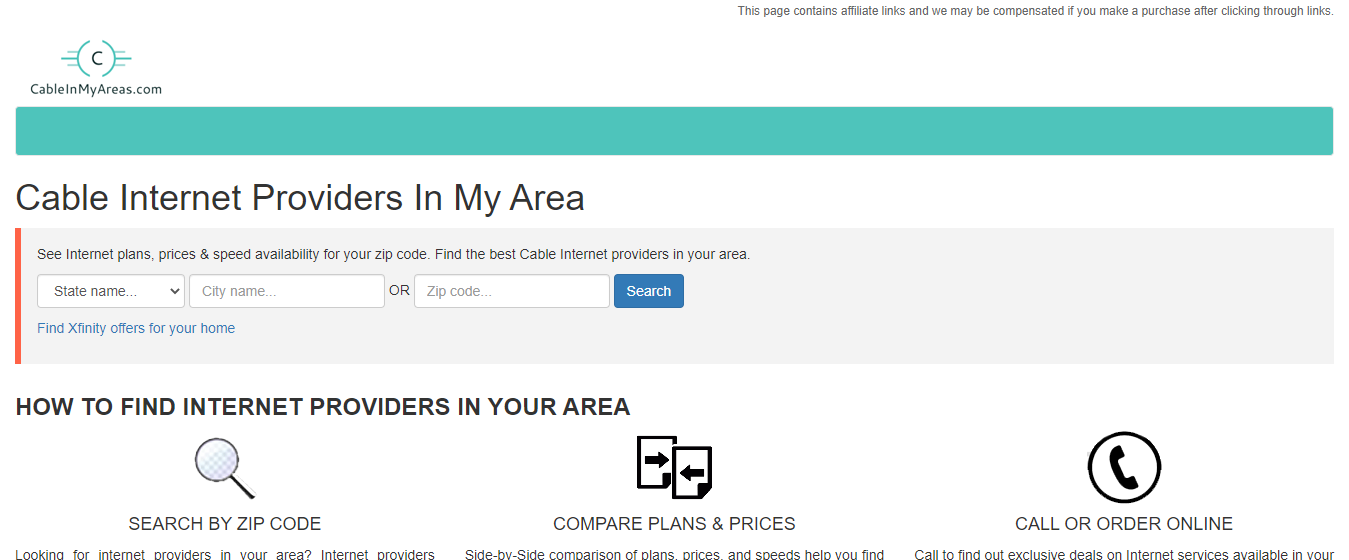 This page contains affiliate links and we may be compensated if you make a purchase after clicking through links.
C
CableInMyAreas.com
Cable Internet Providers In My Area
See Internet plans, prices & speed availability for your zip code. Find the best Cable Internet providers in your area.
State name... City name... OR Zip code... Search
Find Xfinity offers for your home
HOW TO FIND INTERNET PROVIDERS IN YOUR AREA
SEARCH BY ZIP CODE
Looking for internet providers in your area? Internet providers
COMPARE PLANS & PRICES
Side-by-Side comparison of plans, prices, and speeds help you find
CALL OR ORDER ONLINE
Call to find out exclusive deals on Internet services available in your